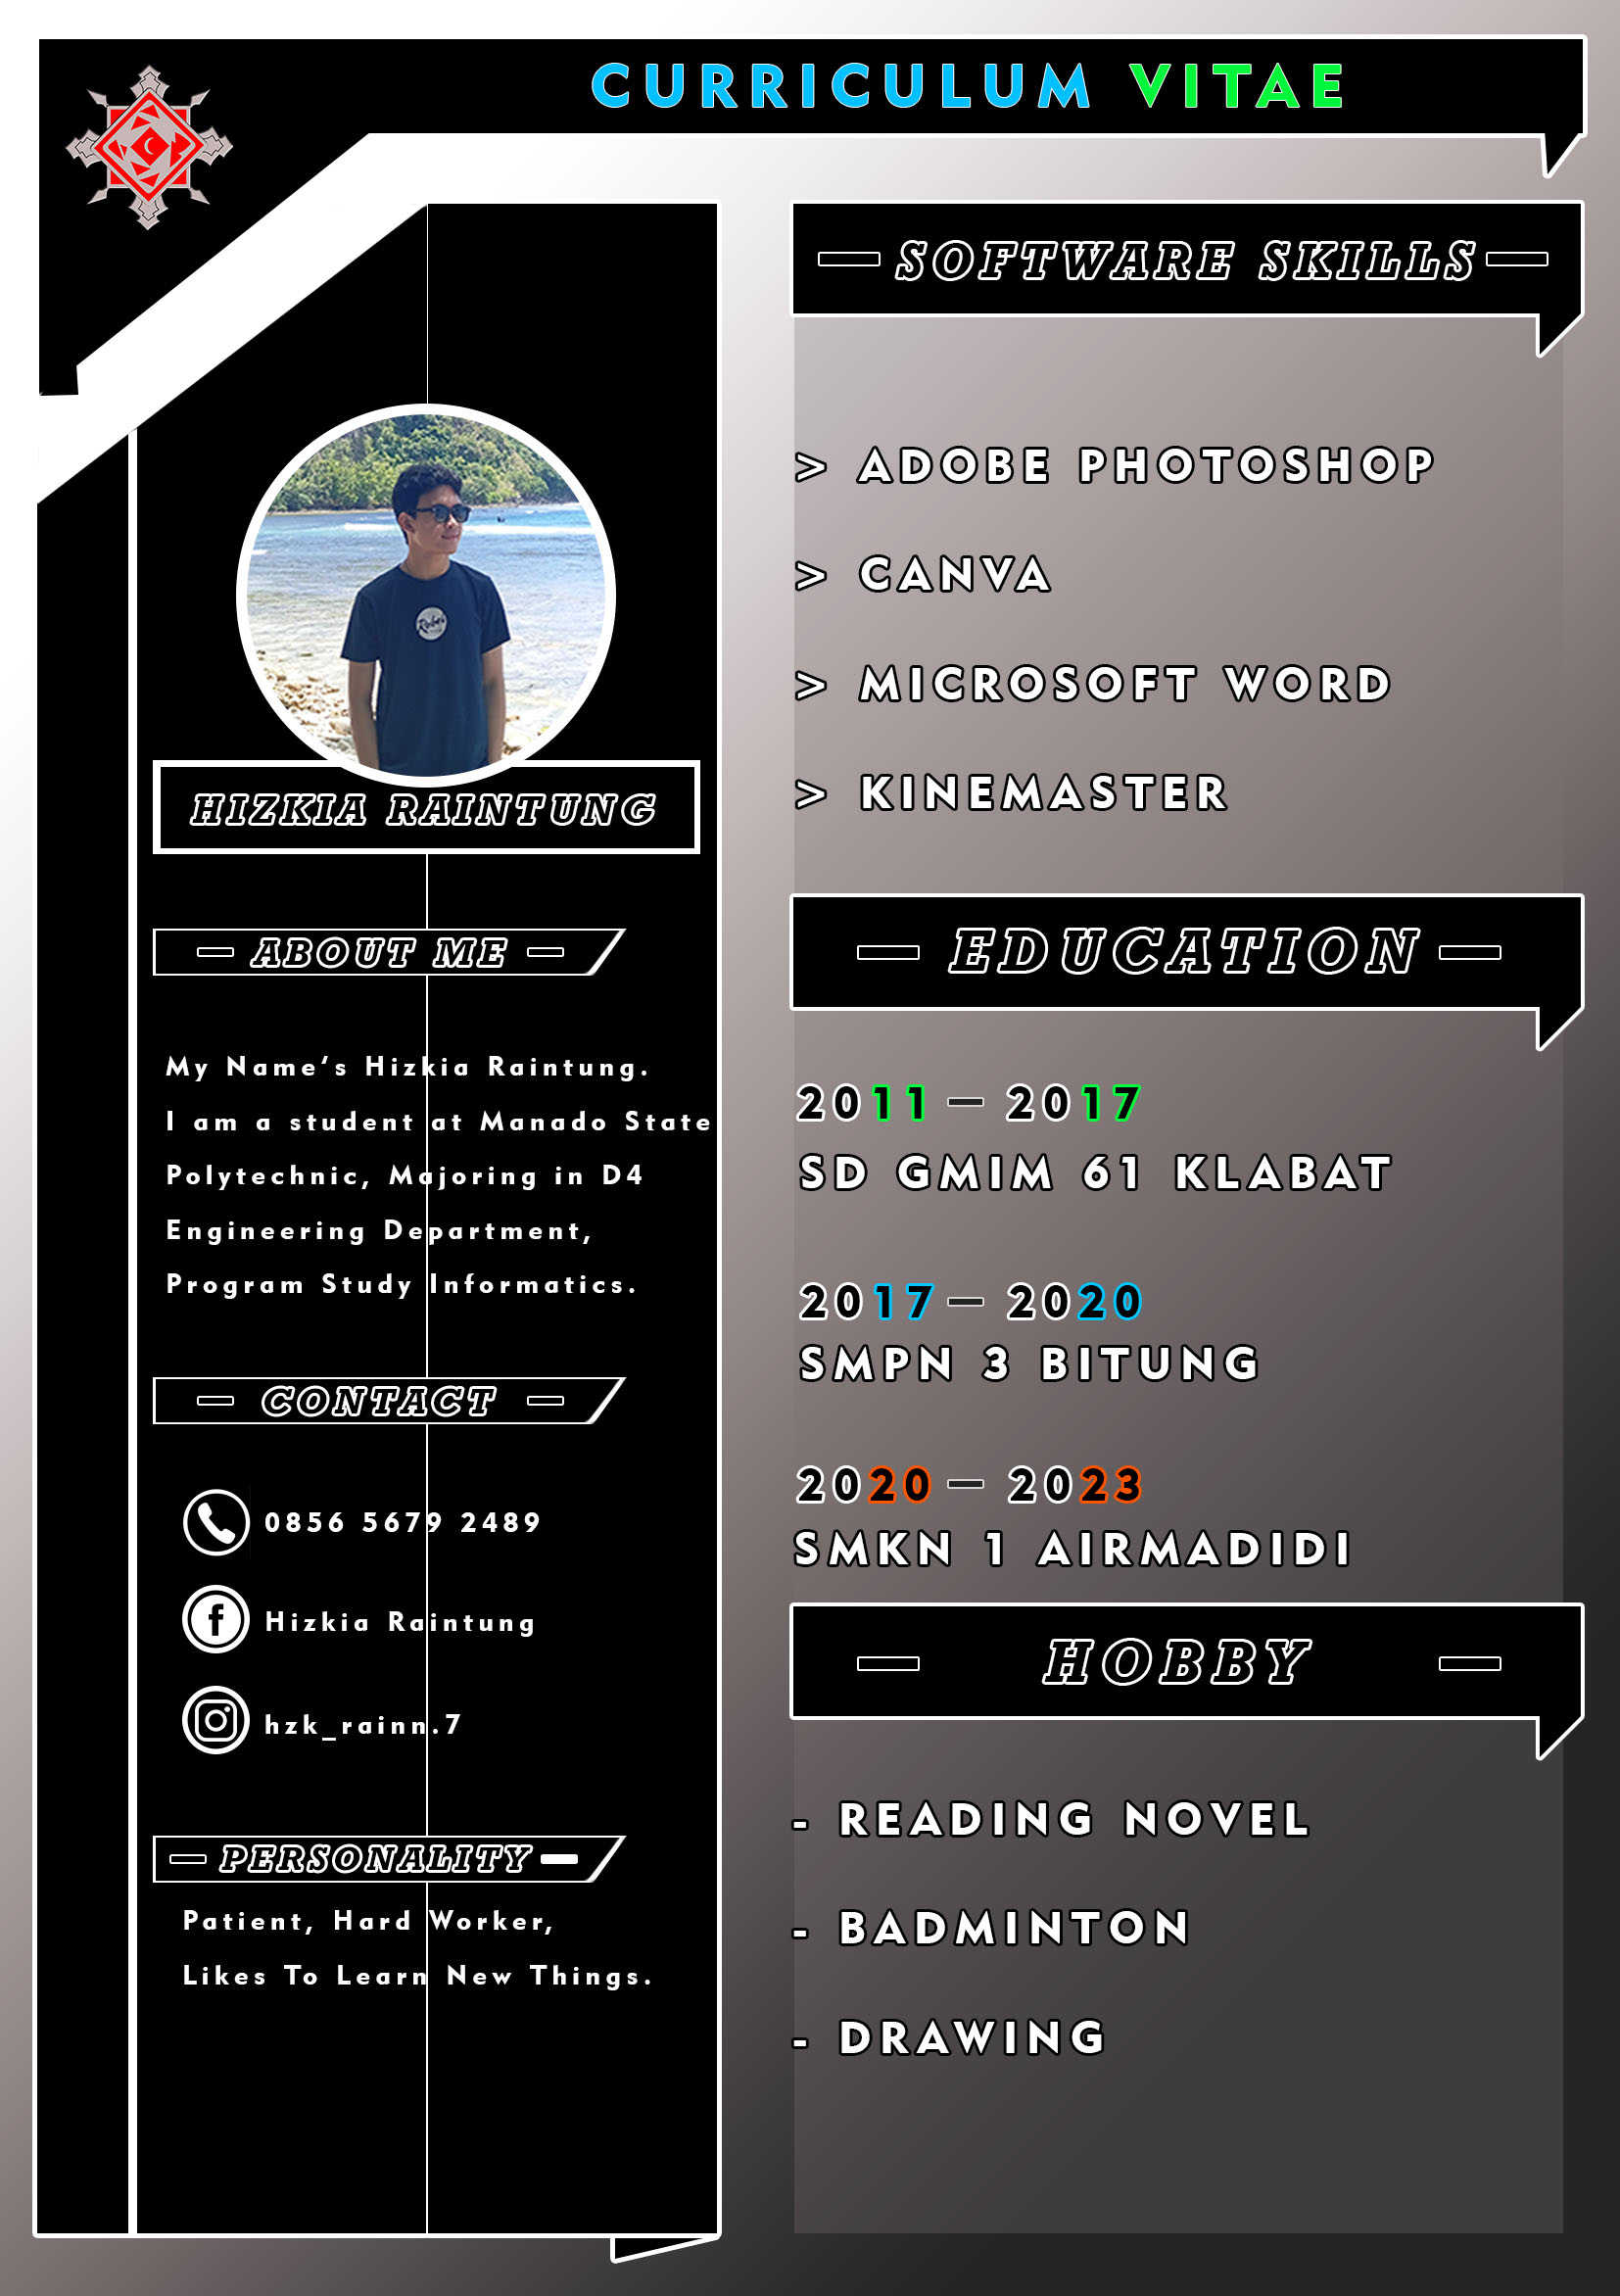 CURRICULUM VITAE
HIZKIA RAINTUNG
ABOUT ME
My Name’s Hizkia Raintung.
I am a student at Manado State
Polytechnic, Majoring in D4
Engineering Department,
Program Study Informatics.
CONTACT
0856 5679 2489
Hizkia Raintung
hzk_rainn.7
PERSONALITY
Patient, Hard Worker,
Likes To Learn New Things.
SOFTWARE SKILLS
> ADOBE PHOTOSHOP
> CANVA
> MICROSOFT WORD
> KINEMASTER
EDUCATION
2011 — 2017
SD GMIM 61 KLABAT
2017 — 2020
SMPN 3 BITUNG
2020 — 2023
SMKN 1 AIRMADIDI
HOBBY
- READING NOVEL
- BADMINTON
- DRAWING